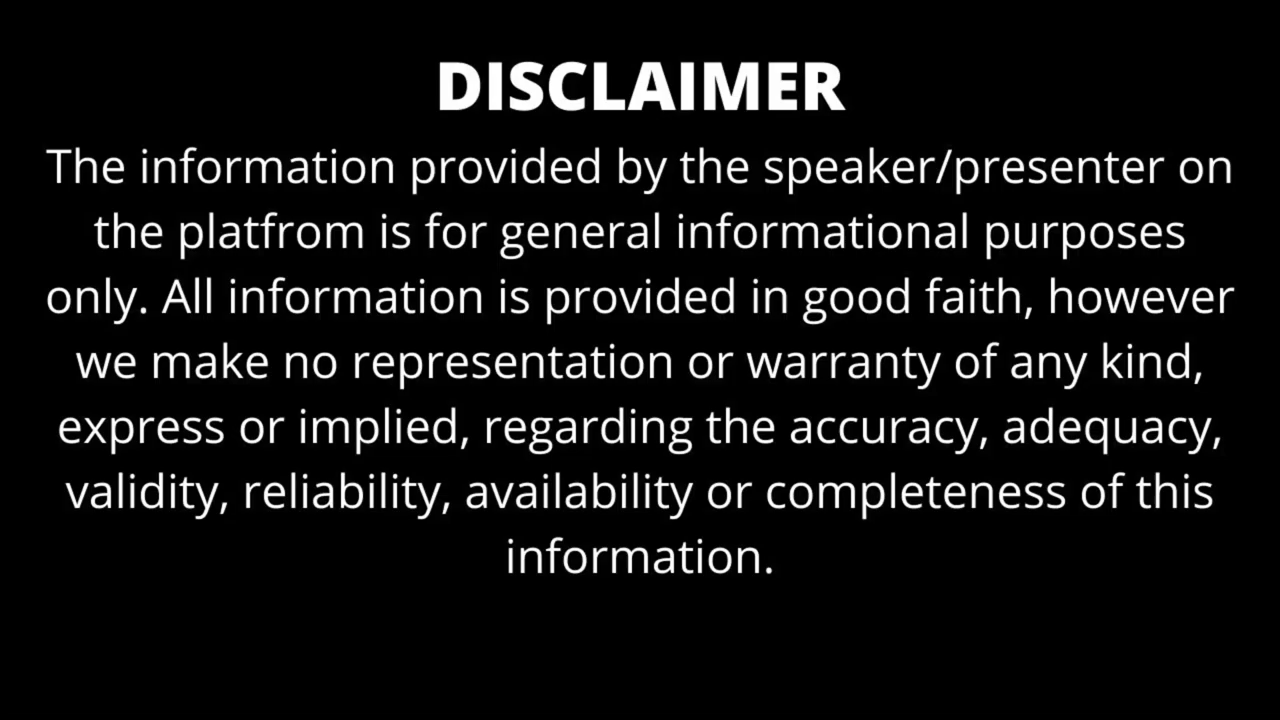 DISCLAIMER
The information provided by the speaker/presenter on
the platfrom is for general informational purposes
only. All information is provided in good faith, however
we make no representation or warranty of any kind,
express or implied, regarding the accuracy, adequacy,
validity, reliability, availability or completeness of this
information.